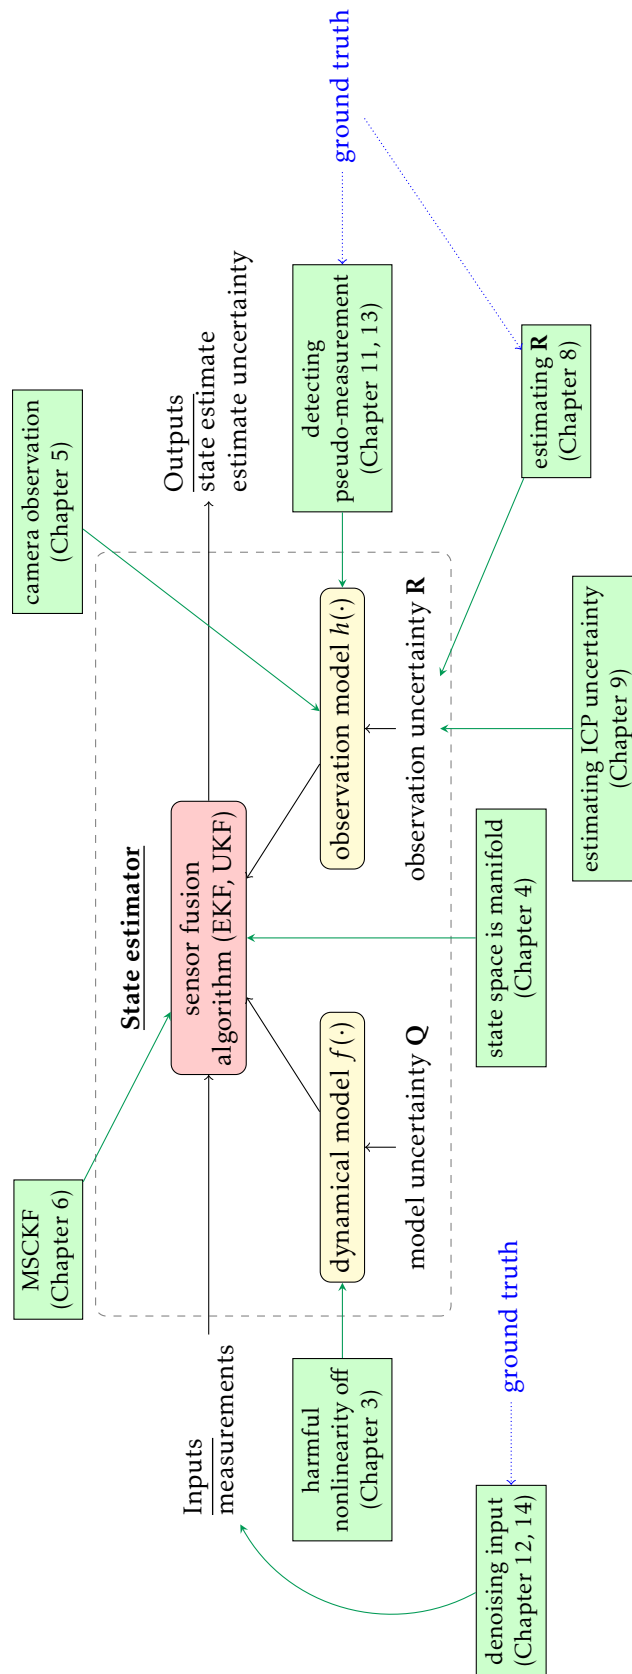 MSCKF
(Chapter 6)
camera observation
(Chapter 5)
State estimator
Inputs
measurements
sensor fusion
algorithm (EKF, UKF)
Outputs
state estimate
estimate uncertainty
harmful
nonlinearity off
(Chapter 3)
dynamical model f(·)
observation model h(·)
detecting
pseudo-measurement
(Chapter 11, 13)
ground truth
model uncertainty Q
observation uncertainty R
denoising input
(Chapter 12, 14)
ground truth
state space is manifold
(Chapter 4)
estimating R
(Chapter 8)
estimating ICP uncertainty
(Chapter 9)